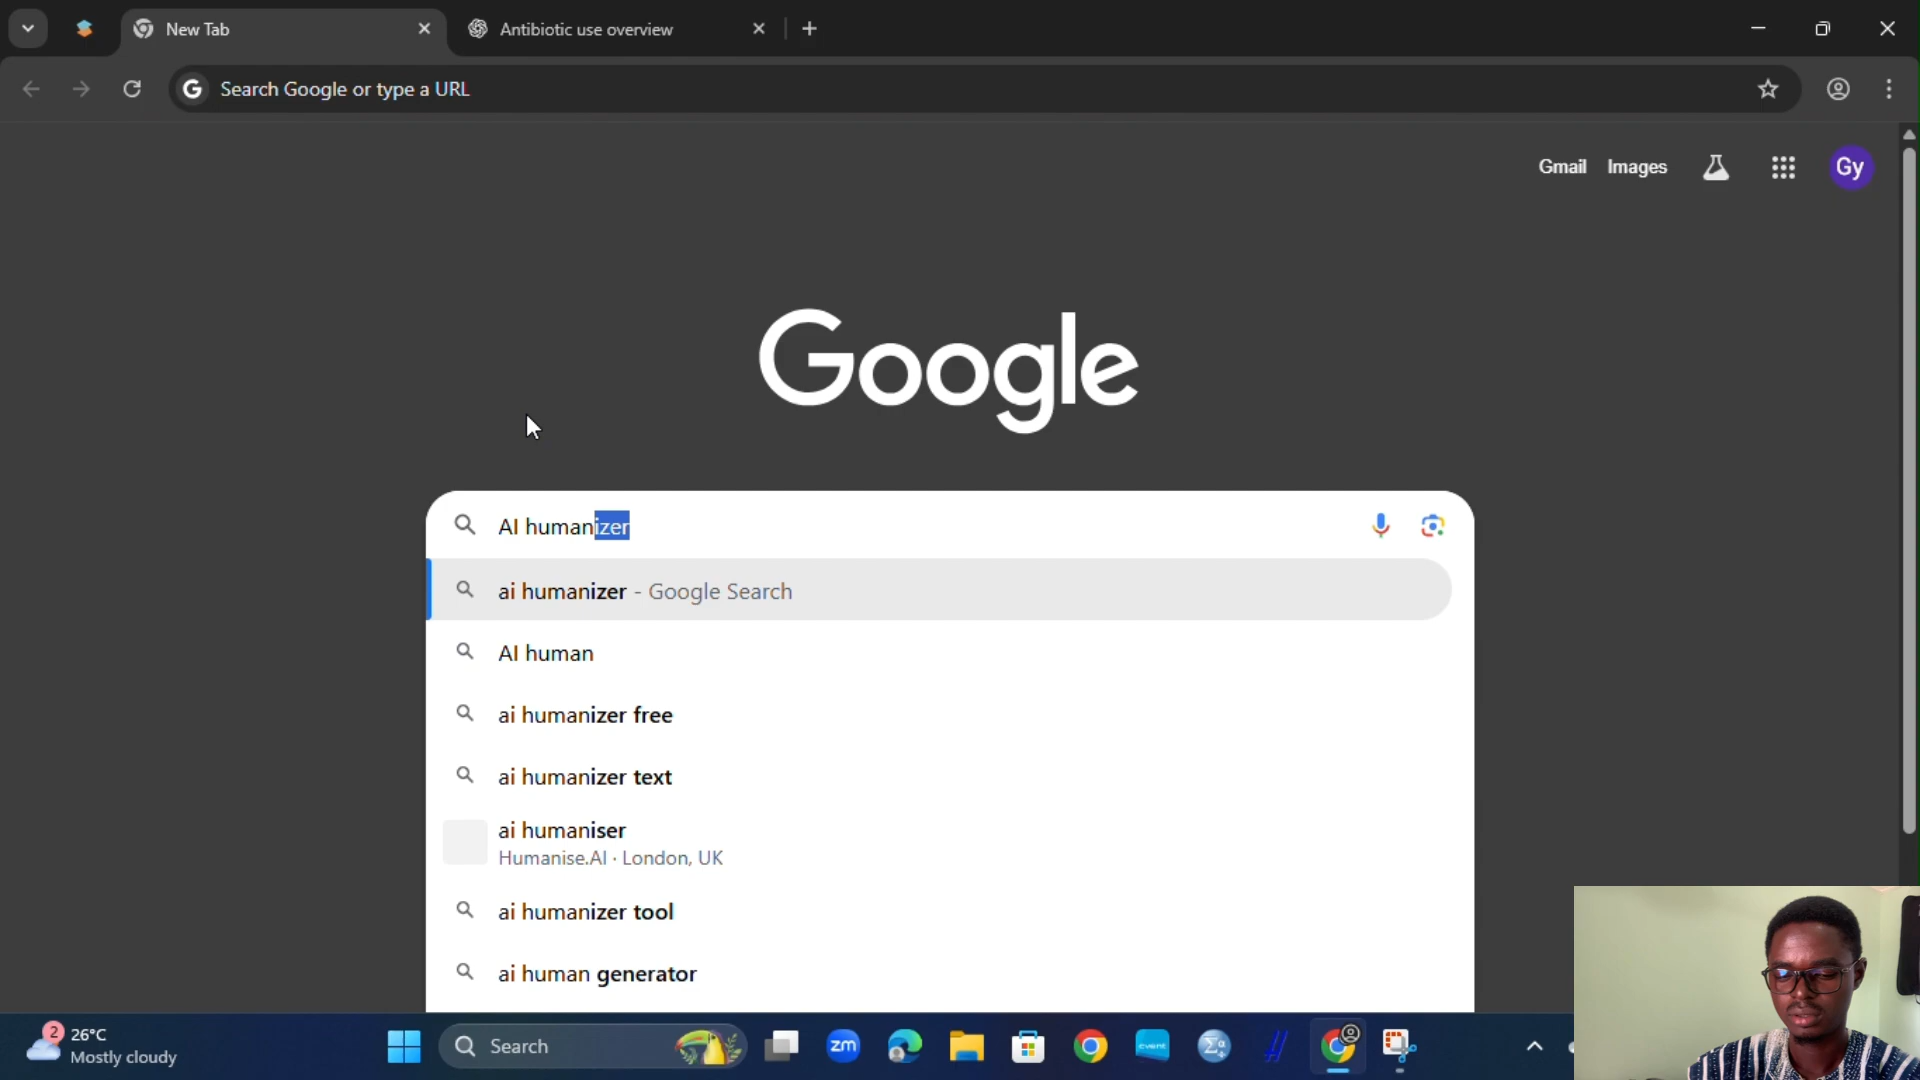 New Tab
Antibiotic use overview
Search Google or type a URL
Gmail Images
Gy
Google
AI humanizer
ai humanizer - Google Search
AI human
ai humanizer free
ai humanizer text
ai humaniser
Humanise.AI · London, UK
ai humanizer tool
ai human generator
2
26°C
Mostly cloudy
Search
zm
event
Σα